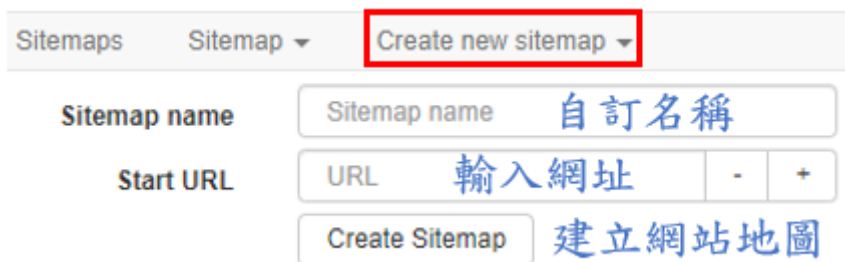 Sitemaps Sitemap Create new sitemap
Sitemap name Sitemap name 自訂名稱
Start URL URL 輸入網址 - +
Create Sitemap 建立網站地圖